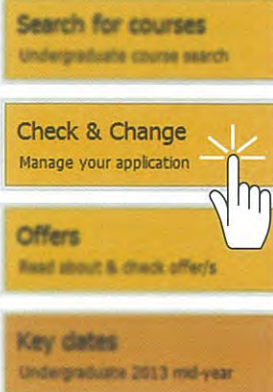 Search for courses
Undergraduate course search
Check & Change
Manage your application
Offers
Read about & check offer/s
Key dates
Undergraduate 2013 mid-year